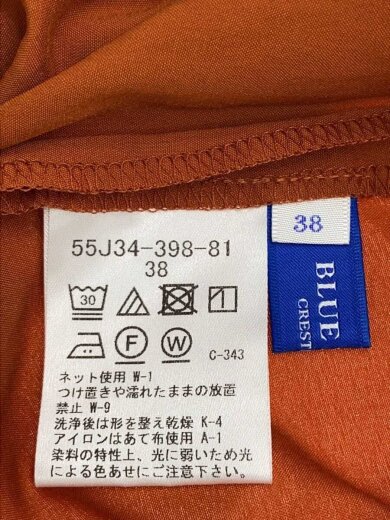 38
BLUE
CREST
55J34-398-81
38
30
F
W
C-343
ネット使用 W-1
つけ置きや濡れたままの放置
禁止 W-9
洗浄後は形を整え乾燥 K-4
アイロンはあて布使用 A-1
染料の特性上、光に弱いため光
による色あせにご注意下さい。